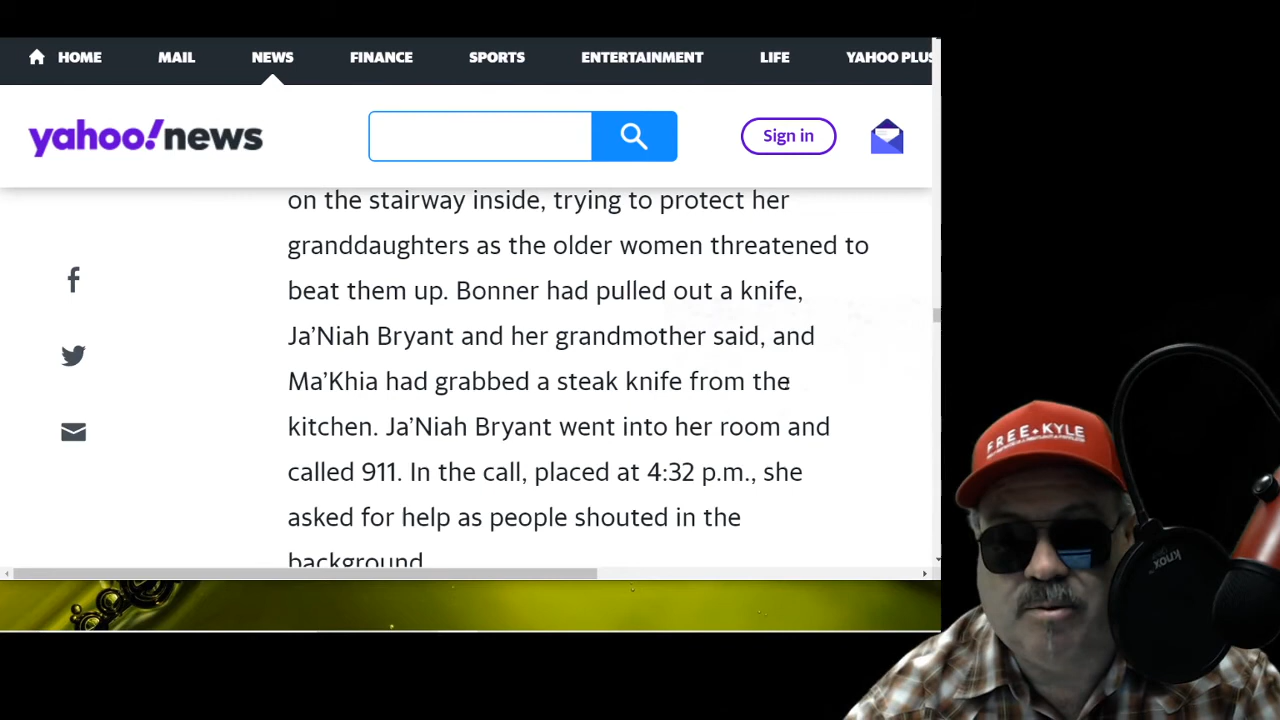 HOME MAIL NEWS FINANCE SPORTS ENTERTAINMENT LIFE YAHOO PLUS
yahoo!news Sign in
on the stairway inside, trying to protect her
granddaughters as the older women threatened to
beat them up. Bonner had pulled out a knife,
Ja’Niah Bryant and her grandmother said, and
Ma’Khia had grabbed a steak knife from the
kitchen. Ja’Niah Bryant went into her room and
called 911. In the call, placed at 4:32 p.m., she
asked for help as people shouted in the
background
FREE KYLE
knox